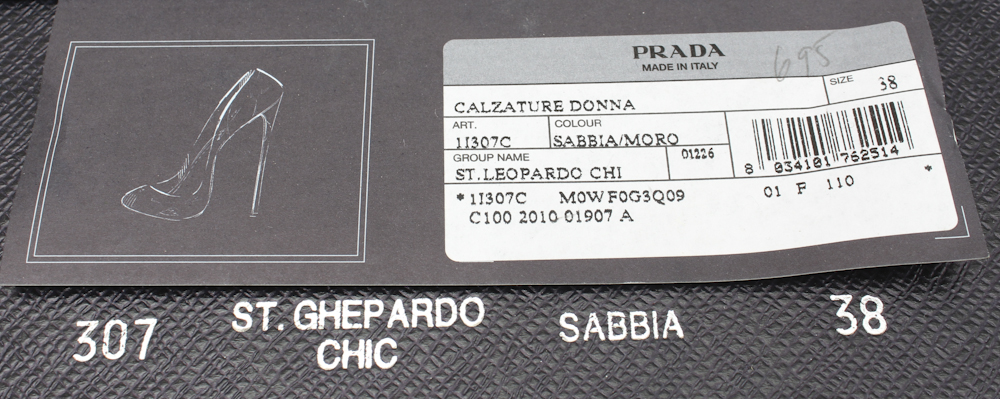 PRADA
MADE IN ITALY
695
SIZE 38
CALZATURE DONNA
ART. COLOUR
1I307C SABBIA/MORO
GROUP NAME 01226
ST.LEOPARDO CHI
8 034101 762514
*1I307C M0WF0G3Q09 *
01 F 110
C100 2010 01907 A
307 ST. GHEPARDO SABBIA 38
CHIC